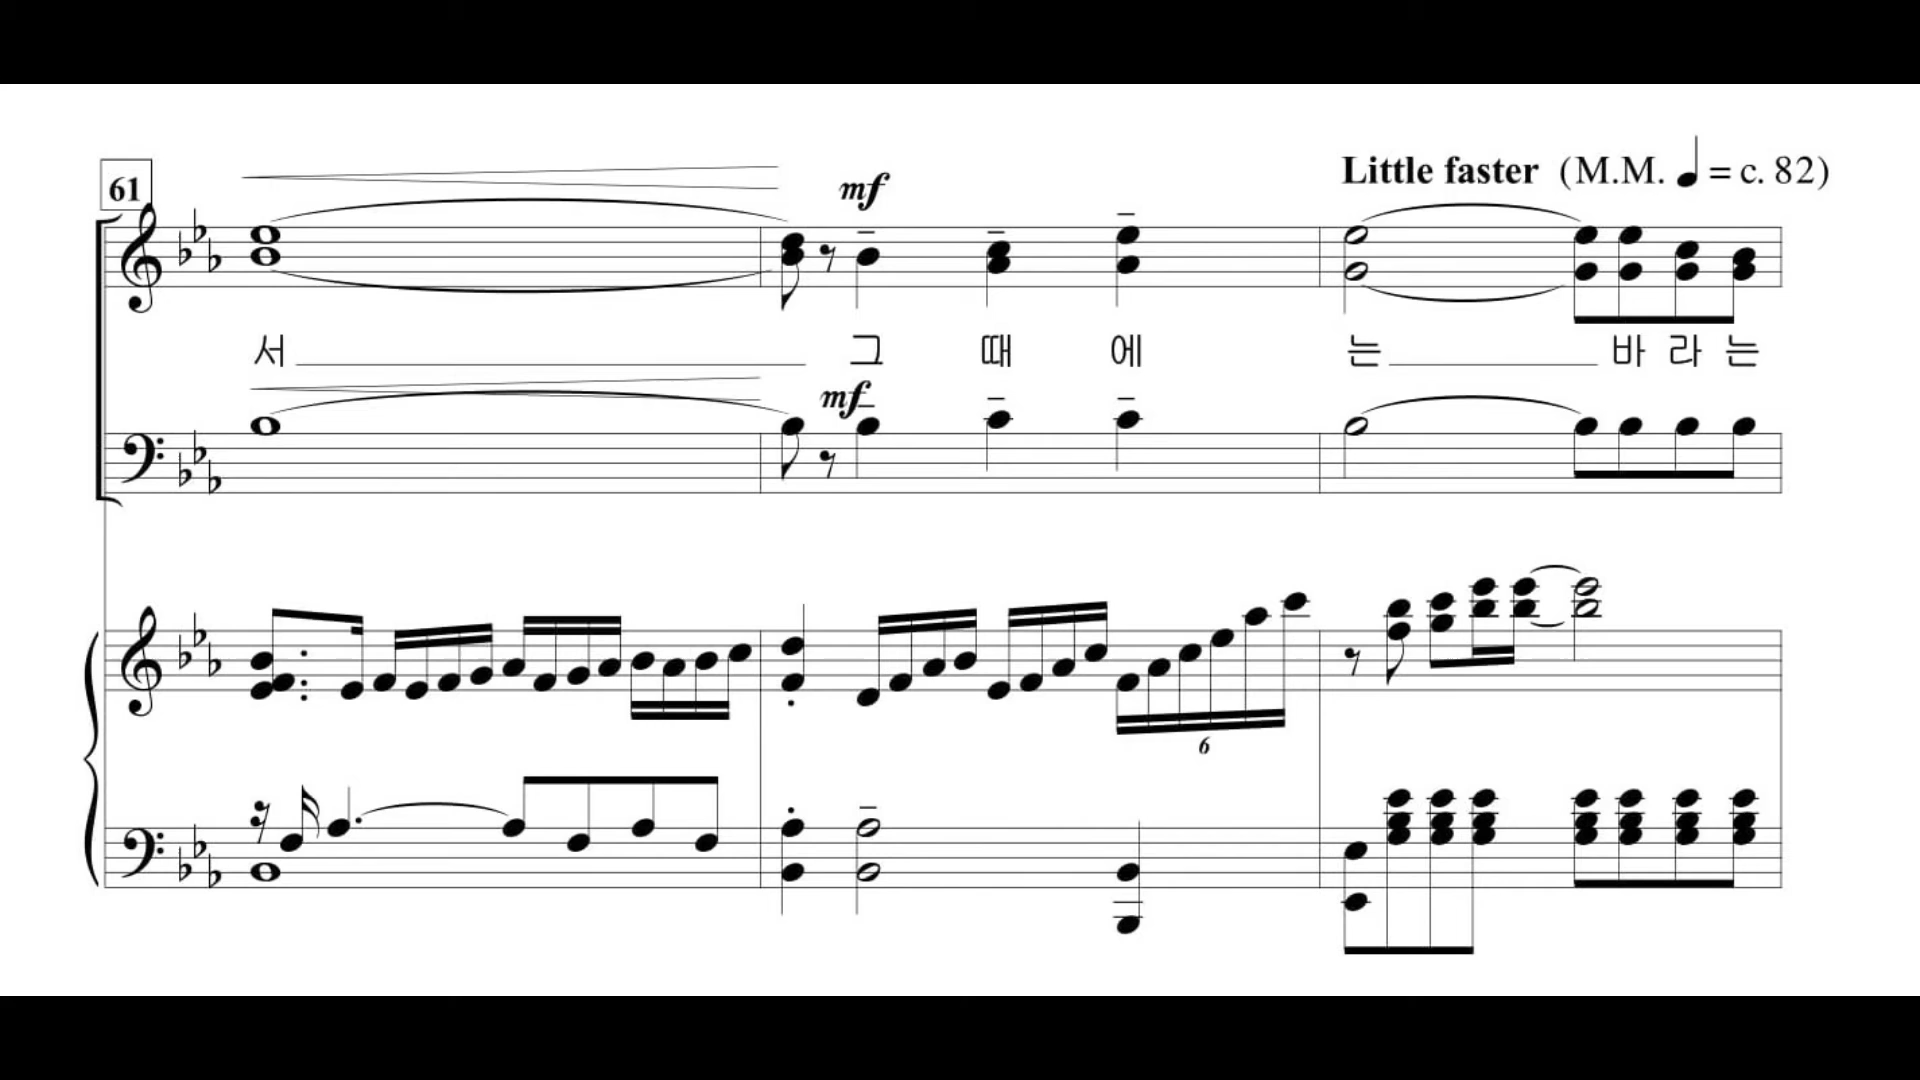 Little faster (M.M. ♩ = c. 82)
61
mf
서 그 때 에 는 바 라 는
mf
6